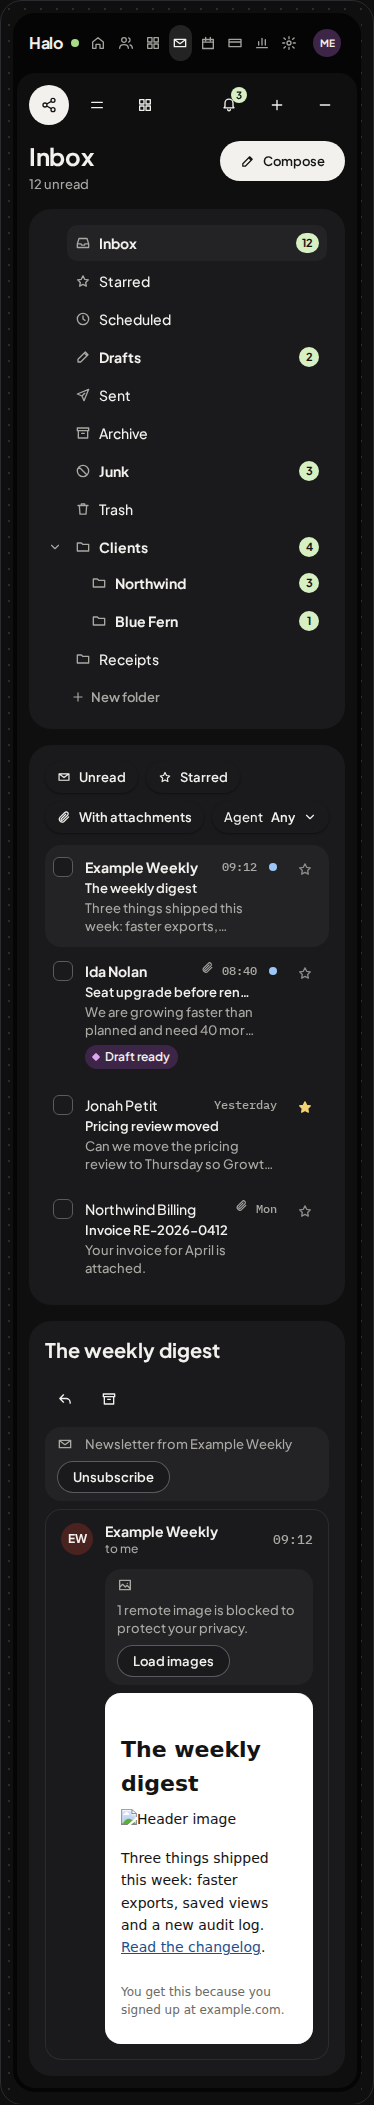 Halo
ME
3
Inbox
12 unread
Compose
Inbox 12
Starred
Scheduled
Drafts 2
Sent
Archive
Junk 3
Trash
Clients 4
Northwind 3
Blue Fern 1
Receipts
New folder
Unread Starred
With attachments Agent Any
Example Weekly 09:12
The weekly digest
Three things shipped this
week: faster exports,…
Ida Nolan 08:40
Seat upgrade before ren…
We are growing faster than
planned and need 40 mor…
Draft ready
Jonah Petit Yesterday
Pricing review moved
Can we move the pricing
review to Thursday so Growt…
Northwind Billing Mon
Invoice RE-2026-0412
Your invoice for April is
attached.
The weekly digest
Newsletter from Example Weekly
Unsubscribe
EW Example Weekly 09:12
to me
1 remote image is blocked to
protect your privacy.
Load images
The weekly
digest
Header image
Three things shipped
this week: faster
exports, saved views
and a new audit log.
Read the changelog.
You get this because you
signed up at example.com.